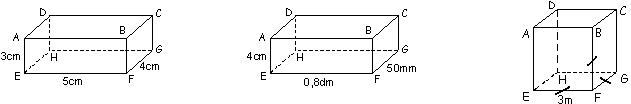 D C
A B
3cm
H G
4cm
E F
5cm
D C
A B
4cm
H G
50mm
E F
0,8dm
D C
A B
H G
E F
3m